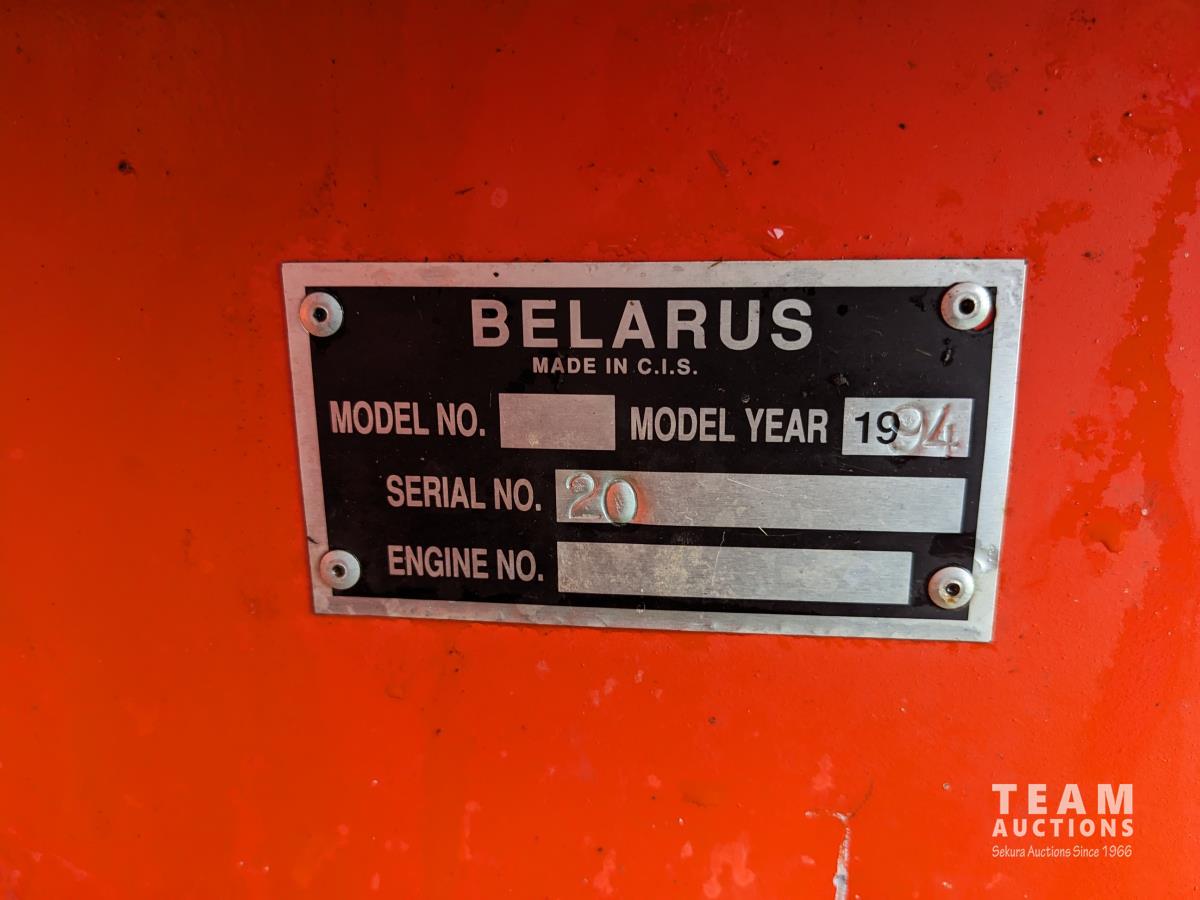 BELARUS
MADE IN C.I.S.
MODEL NO. MODEL YEAR 1994
SERIAL NO. 20
ENGINE NO.
TEAM
AUCTIONS
Sekura Auctions Since 1966